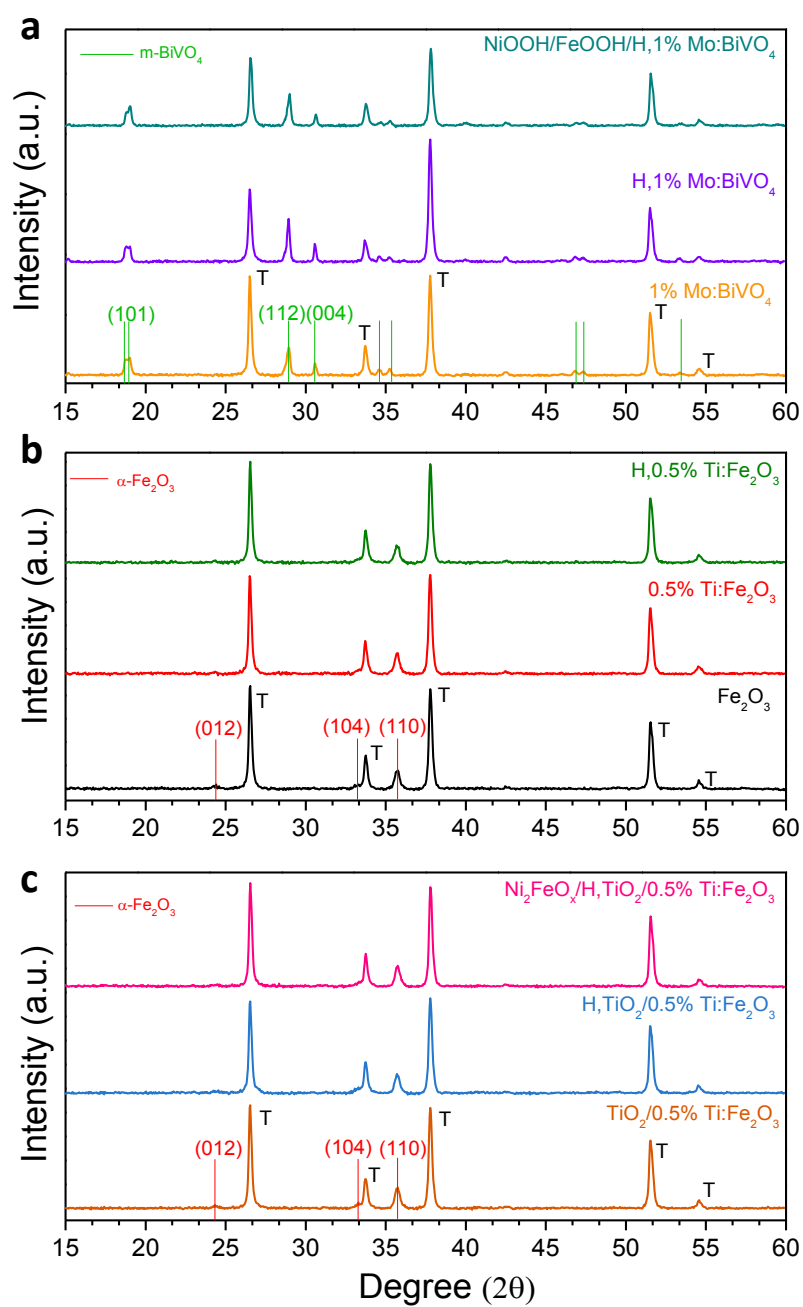 a
m-BiVO₄
NiOOH/FeOOH/H,1% Mo:BiVO₄
H,1% Mo:BiVO₄
1% Mo:BiVO₄
(101) (112) (004)
T T T T T
Intensity (a.u.)
15 20 25 30 35 40 45 50 55 60
b
α-Fe₂O₃
H,0.5% Ti:Fe₂O₃
0.5% Ti:Fe₂O₃
Fe₂O₃
(012) (104) (110)
T T T T T
Intensity (a.u.)
15 20 25 30 35 40 45 50 55 60
c
α-Fe₂O₃
Ni₂FeOₓ/H,TiO₂/0.5% Ti:Fe₂O₃
H,TiO₂/0.5% Ti:Fe₂O₃
TiO₂/0.5% Ti:Fe₂O₃
(012) (104) (110)
T T T T T
Intensity (a.u.)
15 20 25 30 35 40 45 50 55 60
Degree (2θ)